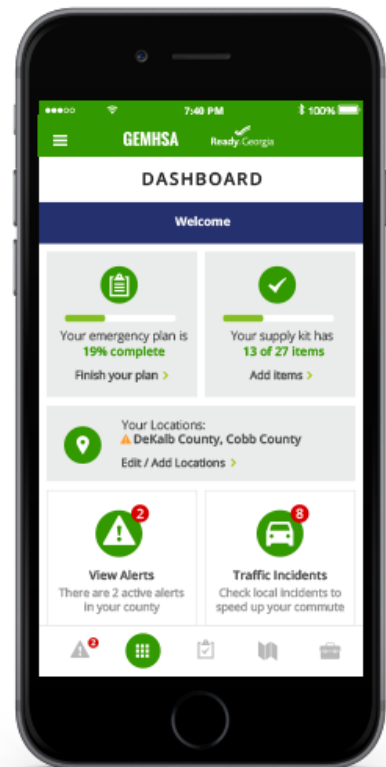 7:40 PM
100%
GEMHSA
Ready Georgia
DASHBOARD
Welcome
Your emergency plan is
19% complete
Finish your plan >
Your supply kit has
13 of 27 items
Add items >
Your Locations:
DeKalb County, Cobb County
Edit / Add Locations >
2
View Alerts
There are 2 active alerts
in your county
8
Traffic Incidents
Check local incidents to
speed up your commute
2